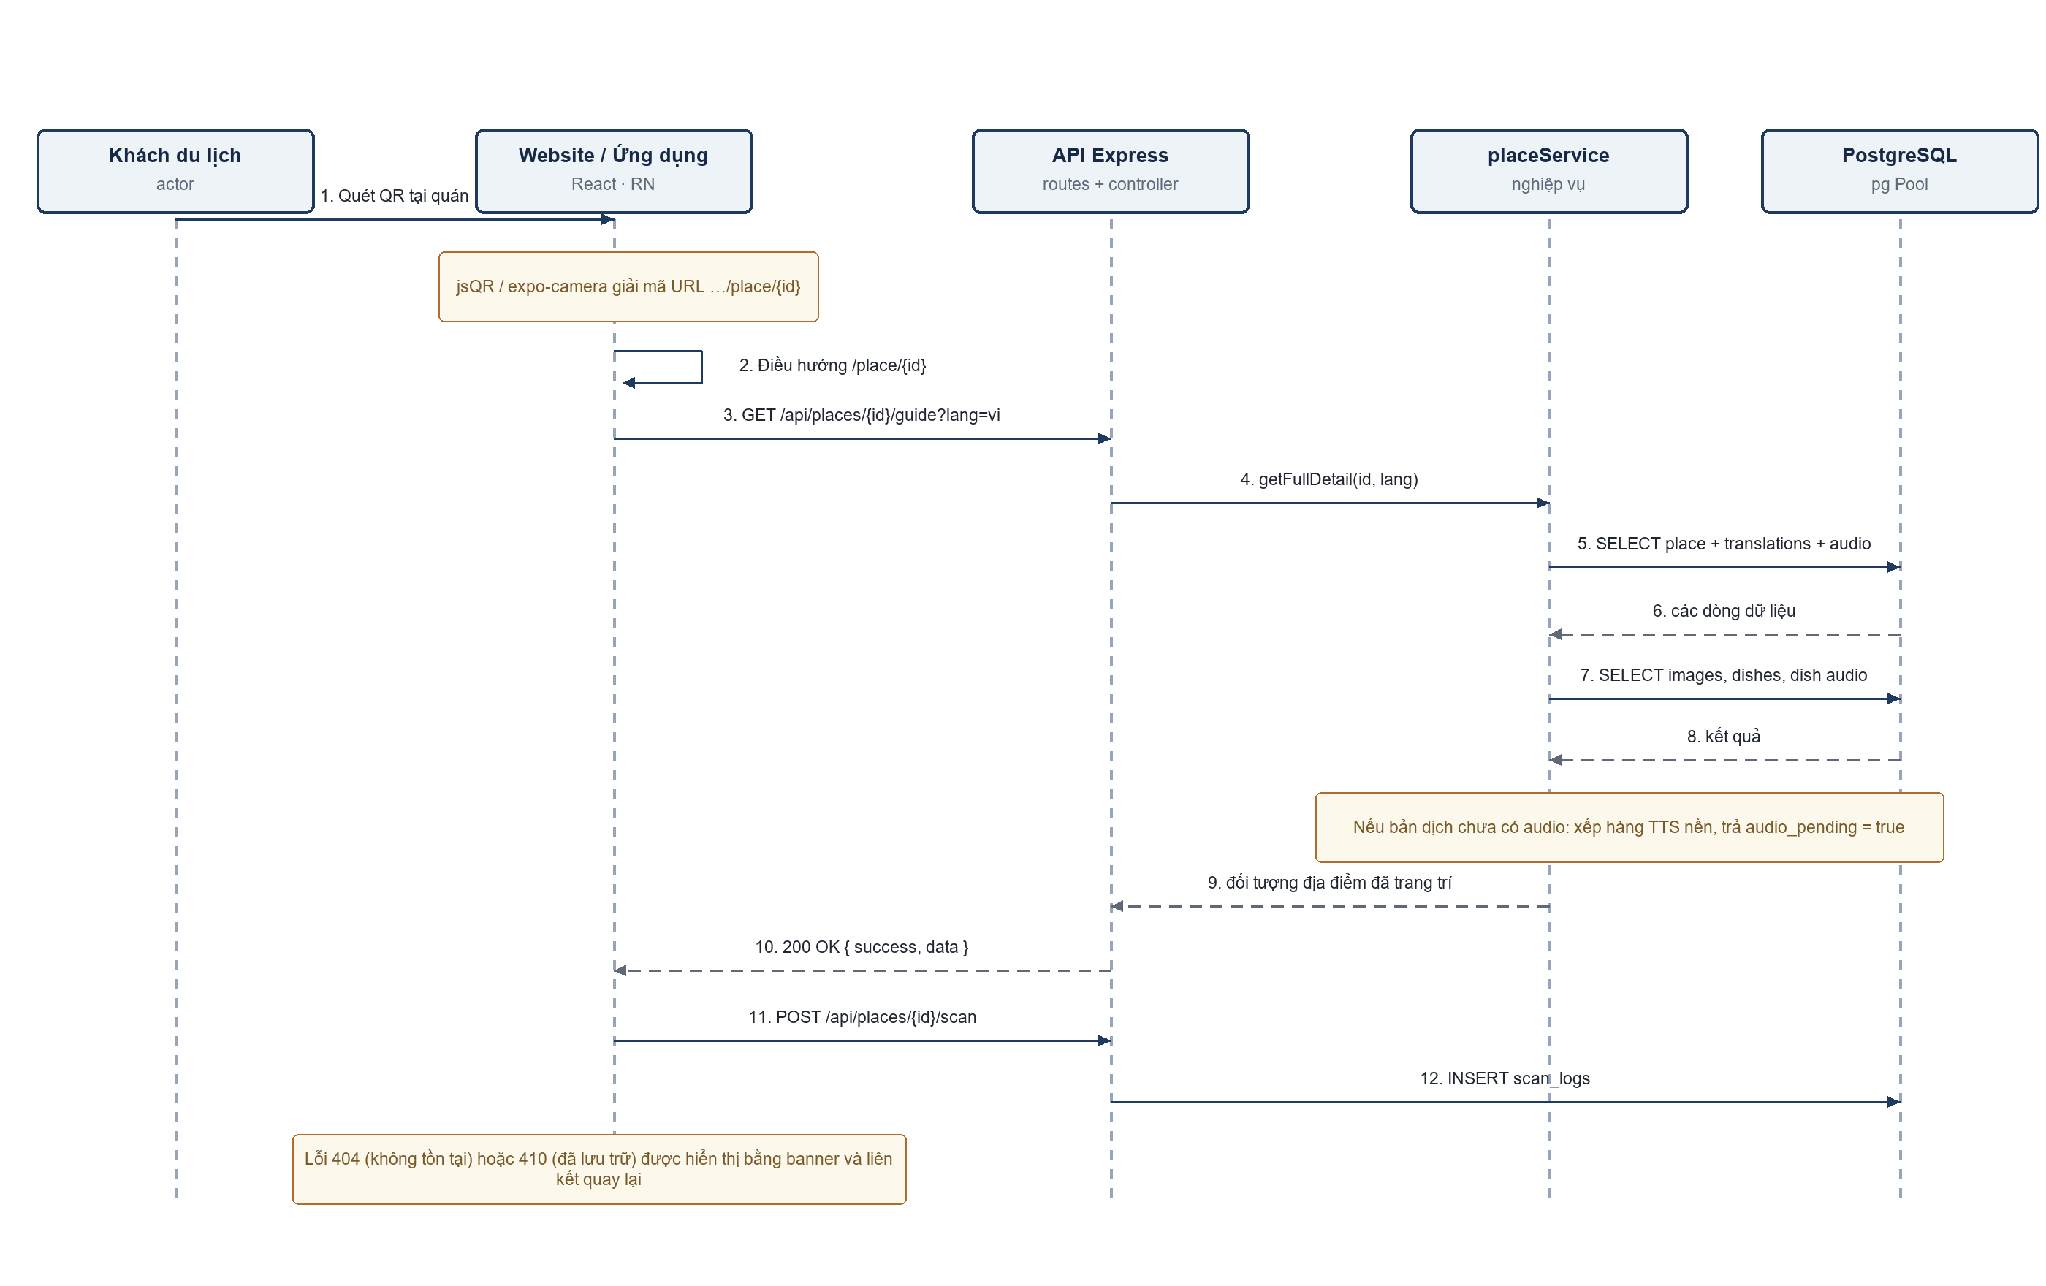 Khách du lịch
actor
Website / Ứng dụng
React · RN
API Express
routes + controller
placeService
nghiệp vụ
PostgreSQL
pg Pool
1. Quét QR tại quán
jsQR / expo-camera giải mã URL …/place/{id}
2. Điều hướng /place/{id}
3. GET /api/places/{id}/guide?lang=vi
4. getFullDetail(id, lang)
5. SELECT place + translations + audio
6. các dòng dữ liệu
7. SELECT images, dishes, dish audio
8. kết quả
Nếu bản dịch chưa có audio: xếp hàng TTS nền, trả audio_pending = true
9. đối tượng địa điểm đã trang trí
10. 200 OK { success, data }
11. POST /api/places/{id}/scan
12. INSERT scan_logs
Lỗi 404 (không tồn tại) hoặc 410 (đã lưu trữ) được hiển thị bằng banner và liên
kết quay lại